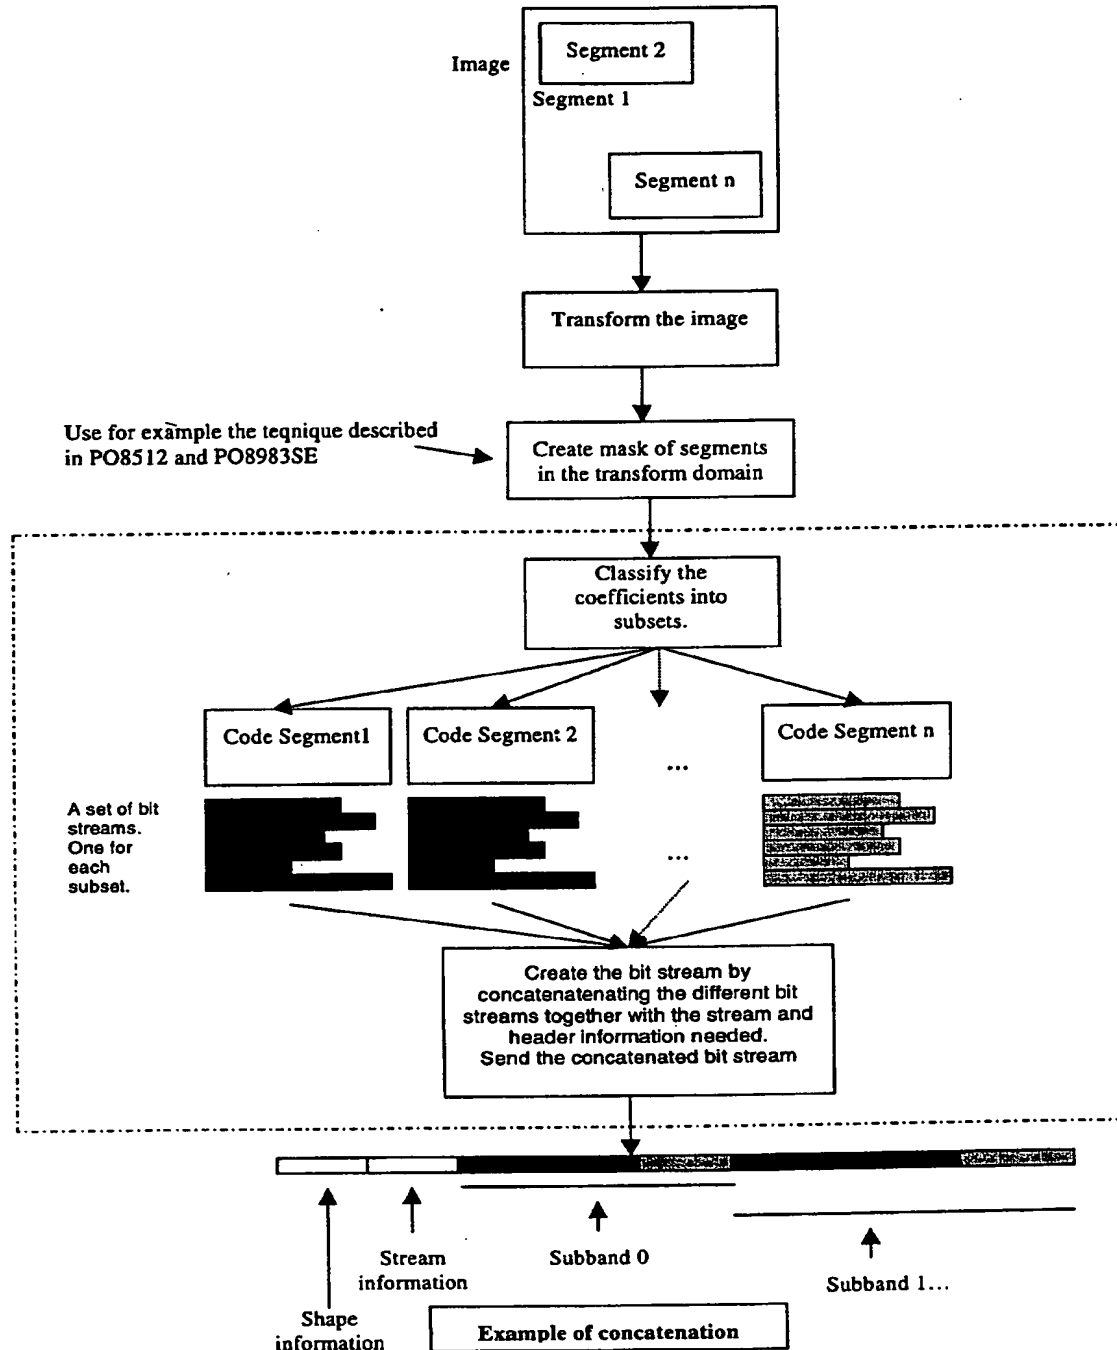 Segment 2
Image
Segment 1
Segment n
Transform the image
Use for example the teqnique described
in PO8512 and PO8983SE
Create mask of segments
in the transform domain
Classify the
coefficients into
subsets.
Code Segment1
Code Segment 2
...
Code Segment n
A set of bit
streams.
One for
each
subset.
...
Create the bit stream by
concatenatenating the different bit
streams together with the stream and
header information needed.
Send the concatenated bit stream
Stream
information
Subband 0
Subband 1...
Shape
information
Example of concatenation